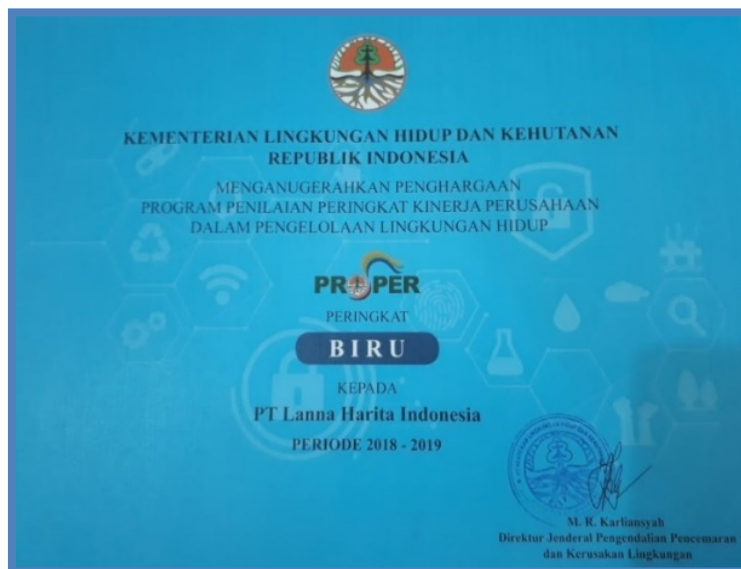 KEMENTERIAN LINGKUNGAN HIDUP DAN KEHUTANAN
REPUBLIK INDONESIA
MENGANUGERAHKAN PENGHARGAAN
PROGRAM PENILAIAN PERINGKAT KINERJA PERUSAHAAN
DALAM PENGELOLAAN LINGKUNGAN HIDUP
PROPER
PERINGKAT
BIRU
KEPADA
PT Lanna Harita Indonesia
PERIODE 2018 - 2019
M. R. Karliansyah
Direktur Jenderal Pengendalian Pencemaran
dan Kerusakan Lingkungan